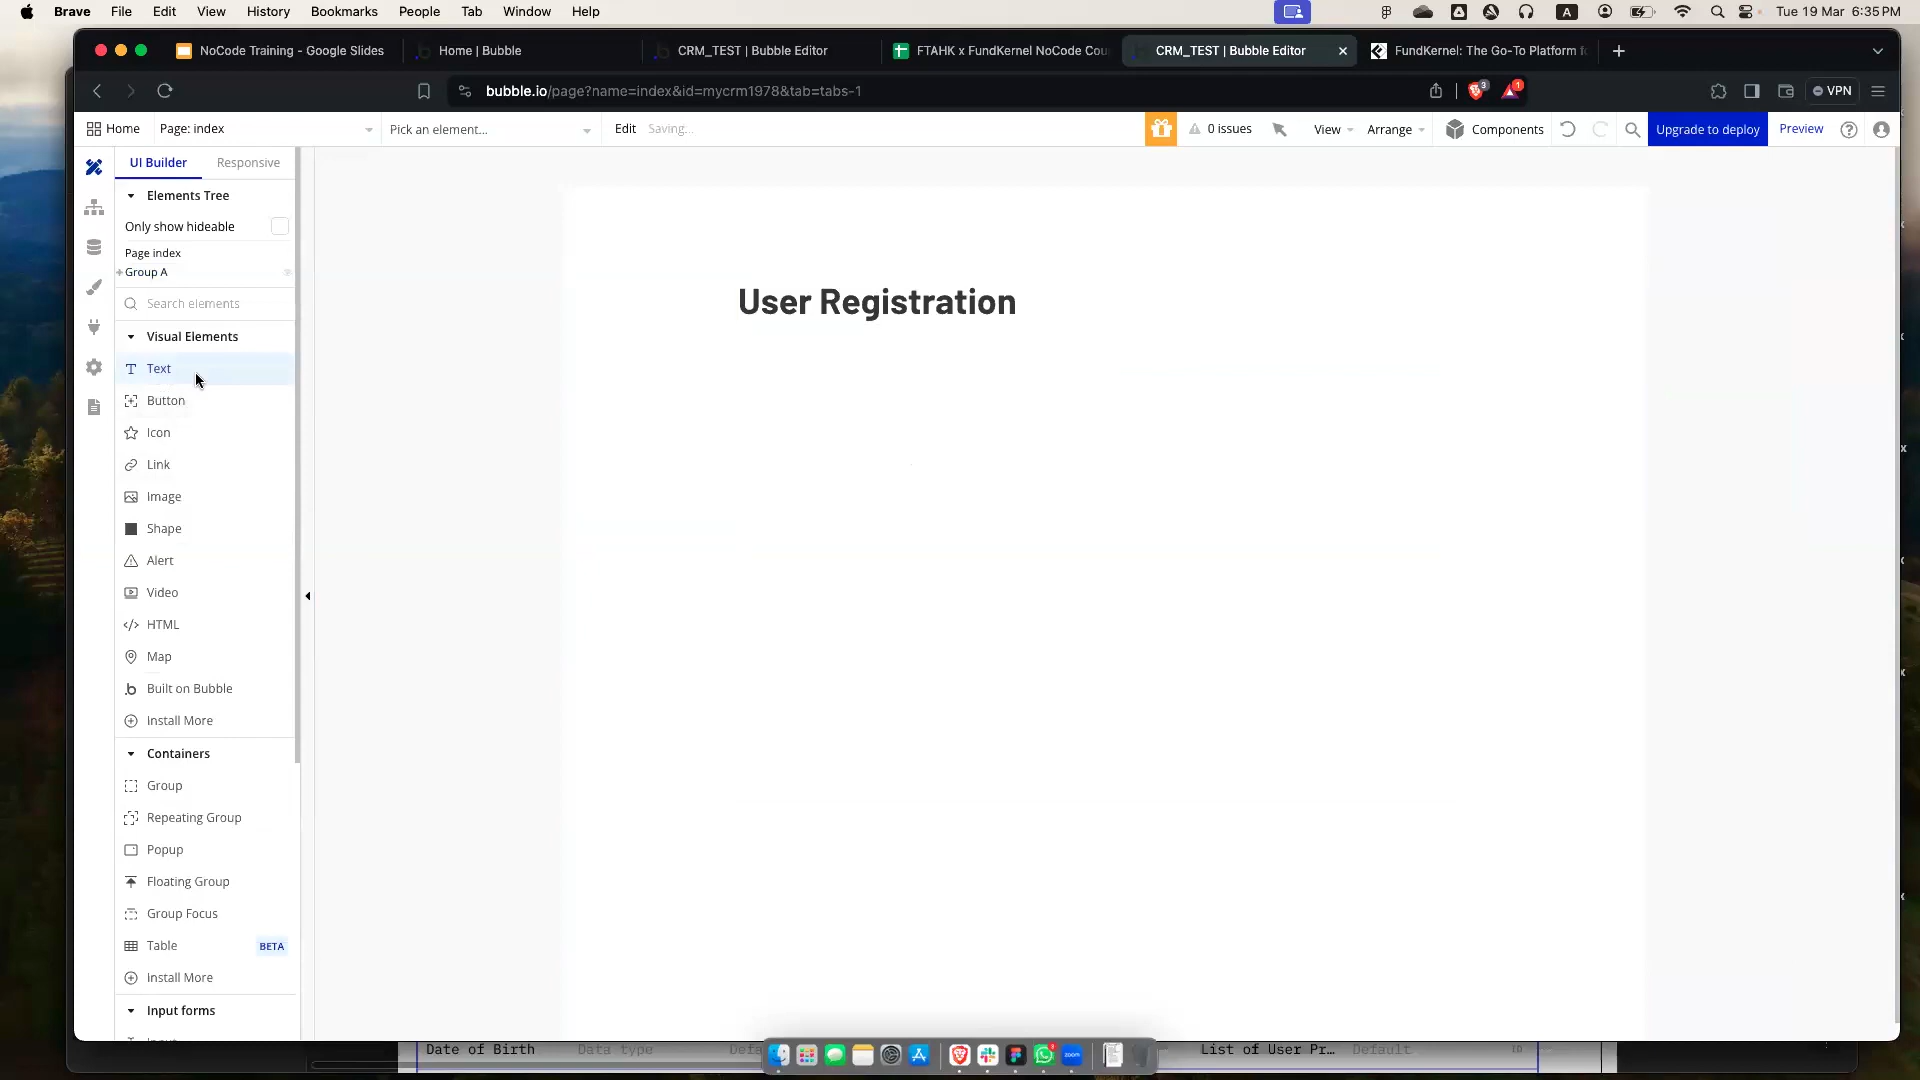 Brave File Edit View History Bookmarks People Tab Window Help
A
Tue 19 Mar 6:35 PM
NoCode Training - Google Slides
Home | Bubble
CRM_TEST | Bubble Editor
FTAHK x FundKernel NoCode Cou
CRM_TEST | Bubble Editor
FundKernel: The Go-To Platform fo
bubble.io/page?name=index&id=mycrm1978&tab=tabs-1
3
1
VPN
Home
Page: index
Pick an element...
Edit
Saving...
0 issues
View
Arrange
Components
Upgrade to deploy
Preview
UI Builder
Responsive
Elements Tree
Only show hideable
Page index
+ Group A
Search elements
Visual Elements
Text
Button
Icon
Link
Image
Shape
Alert
Video
HTML
Map
Built on Bubble
Install More
Containers
Group
Repeating Group
Popup
Floating Group
Group Focus
Table
BETA
Install More
Input forms
User Registration
Date of Birth
Data type
Defa
List of User Pr...
Default
zoom